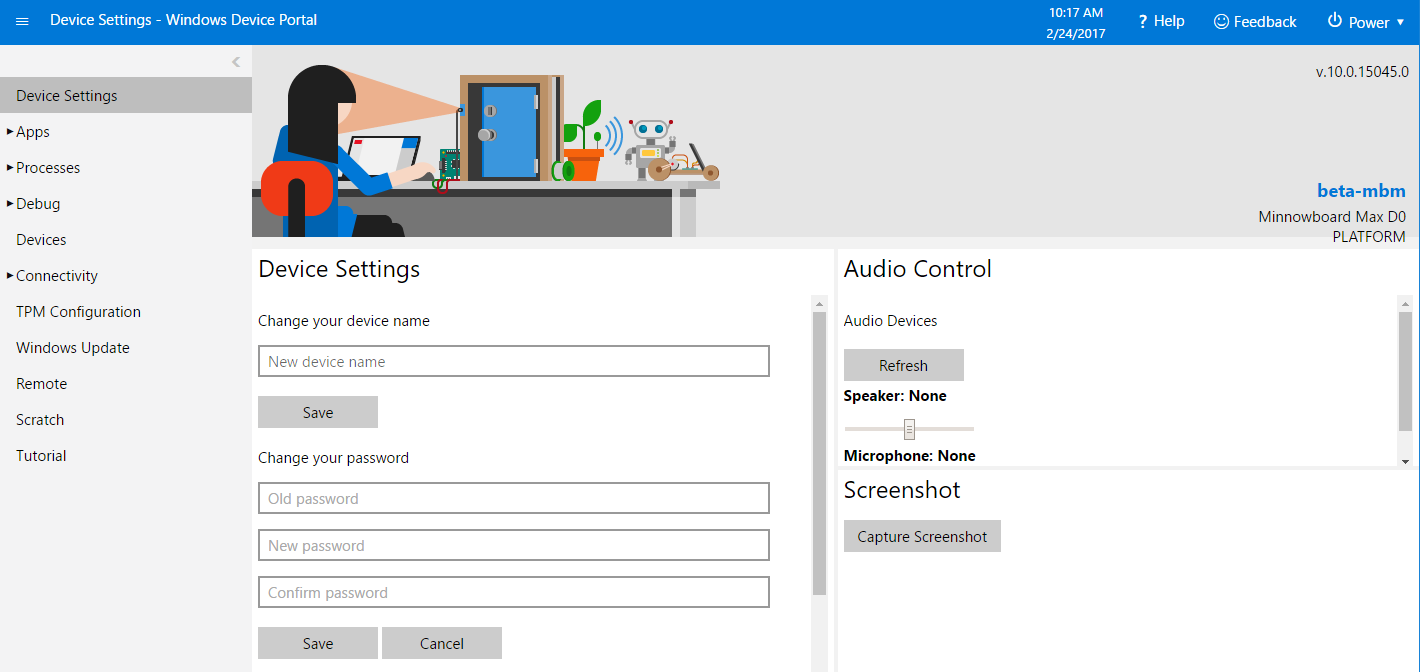 Device Settings - Windows Device Portal
10:17 AM
2/24/2017
? Help
Feedback
Power
Device Settings
Apps
Processes
Debug
Devices
Connectivity
TPM Configuration
Windows Update
Remote
Scratch
Tutorial
v.10.0.15045.0
beta-mbm
Minnowboard Max D0
PLATFORM
Device Settings
Change your device name
New device name
Save
Change your password
Old password
New password
Confirm password
Save
Cancel
Audio Control
Audio Devices
Refresh
Speaker: None
Microphone: None
Screenshot
Capture Screenshot